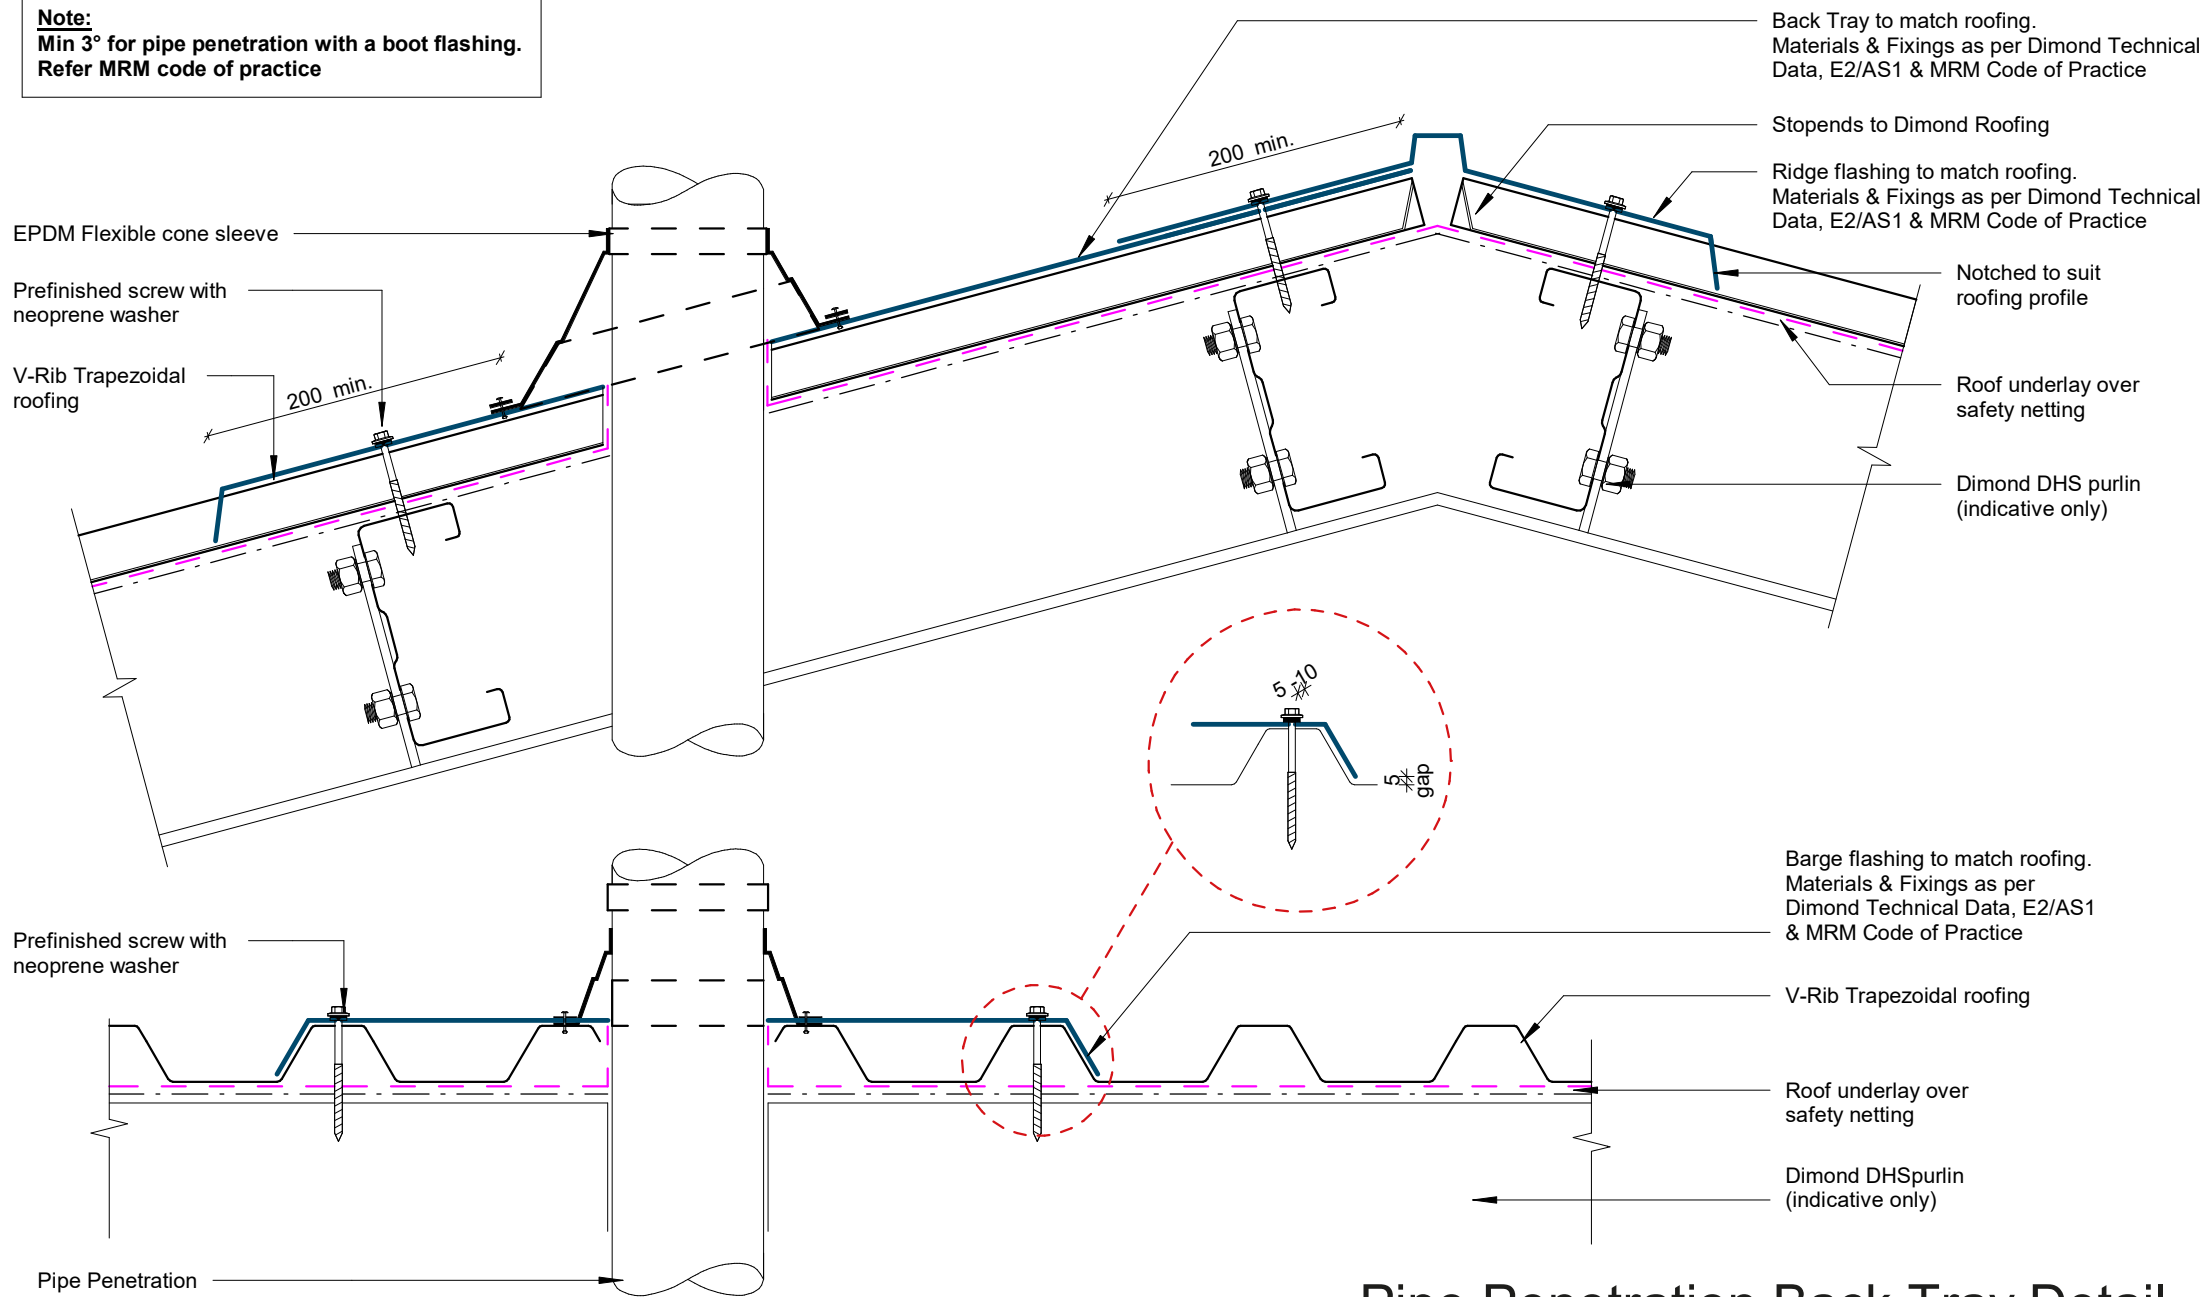 Note:
Min 3° for pipe penetration with a boot flashing.
Refer MRM code of practice
Back Tray to match roofing.
Materials & Fixings as per Dimond Technical
Data, E2/AS1 & MRM Code of Practice
Stopends to Dimond Roofing
200 min.
Ridge flashing to match roofing.
Materials & Fixings as per Dimond Technical
Data, E2/AS1 & MRM Code of Practice
EPDM Flexible cone sleeve
Notched to suit
roofing profile
Prefinished screw with
neoprene washer
V-Rib Trapezoidal
roofing
200 min.
Roof underlay over
safety netting
Dimond DHS purlin
(indicative only)
5 -10
5
gap
Barge flashing to match roofing.
Materials & Fixings as per
Dimond Technical Data, E2/AS1
& MRM Code of Practice
Prefinished screw with
neoprene washer
V-Rib Trapezoidal roofing
Roof underlay over
safety netting
Dimond DHSpurlin
(indicative only)
Pipe Penetration
Pipe Penetration Back Tray Detail